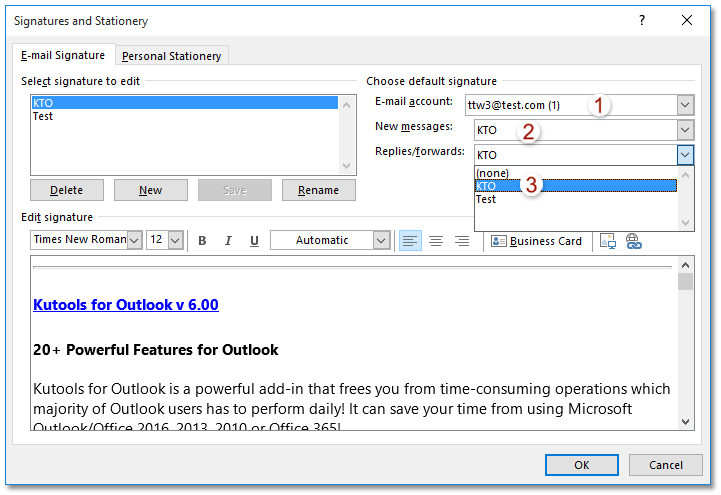 Signatures and Stationery
?
E-mail Signature Personal Stationery
Select signature to edit
KTO
Test
Delete New Save Rename
Choose default signature
E-mail account: ttw3@test.com (1) 1
New messages: KTO 2
Replies/forwards: KTO
(none)
KTO 3
Test
Edit signature
Times New Roman 12 B I U Automatic Business Card
Kutools for Outlook v 6.00
20+ Powerful Features for Outlook
Kutools for Outlook is a powerful add-in that frees you from time-consuming operations which
majority of Outlook users has to perform daily! It can save your time from using Microsoft
Outlook/Office 2016, 2013, 2010 or Office 365!
OK Cancel